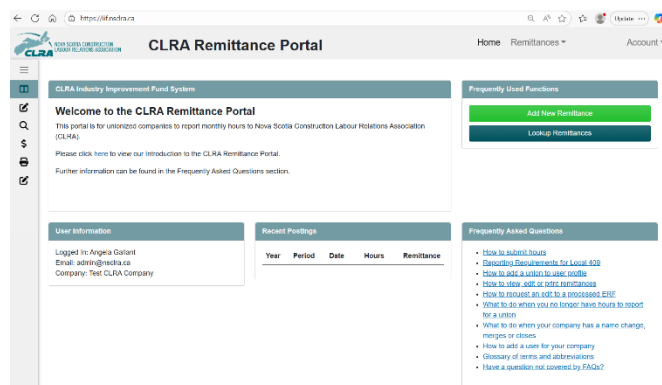 https://iif.nsclra.ca
Update
CLRA
NOVA SCOTIA CONSTRUCTION
LABOUR RELATIONS ASSOCIATION
CLRA Remittance Portal
Home Remittances Account
CLRA Industry Improvement Fund System
Welcome to the CLRA Remittance Portal
This portal is for unionized companies to report monthly hours to Nova Scotia Construction Labour Relations Association
(CLRA).
Please click here to view our Introduction to the CLRA Remittance Portal.
Further information can be found in the Frequently Asked Questions section.
Frequently Used Functions
Add New Remittance
Lookup Remittances
User Information
Logged In: Angela Gallant
Email: admin@nsclra.ca
Company: Test CLRA Company
Recent Postings
Year Period Date Hours Remittance
Frequently Asked Questions
How to submit hours
Reporting Requirements for Local 409
How to add a union to user profile
How to view, edit or print remittances
How to request an edit to a processed ERF
What to do when you no longer have hours to report
for a union
What to do when your company has a name change,
merges or closes
How to add a user for your company
Glossary of terms and abbreviations
Have a question not covered by FAQs?